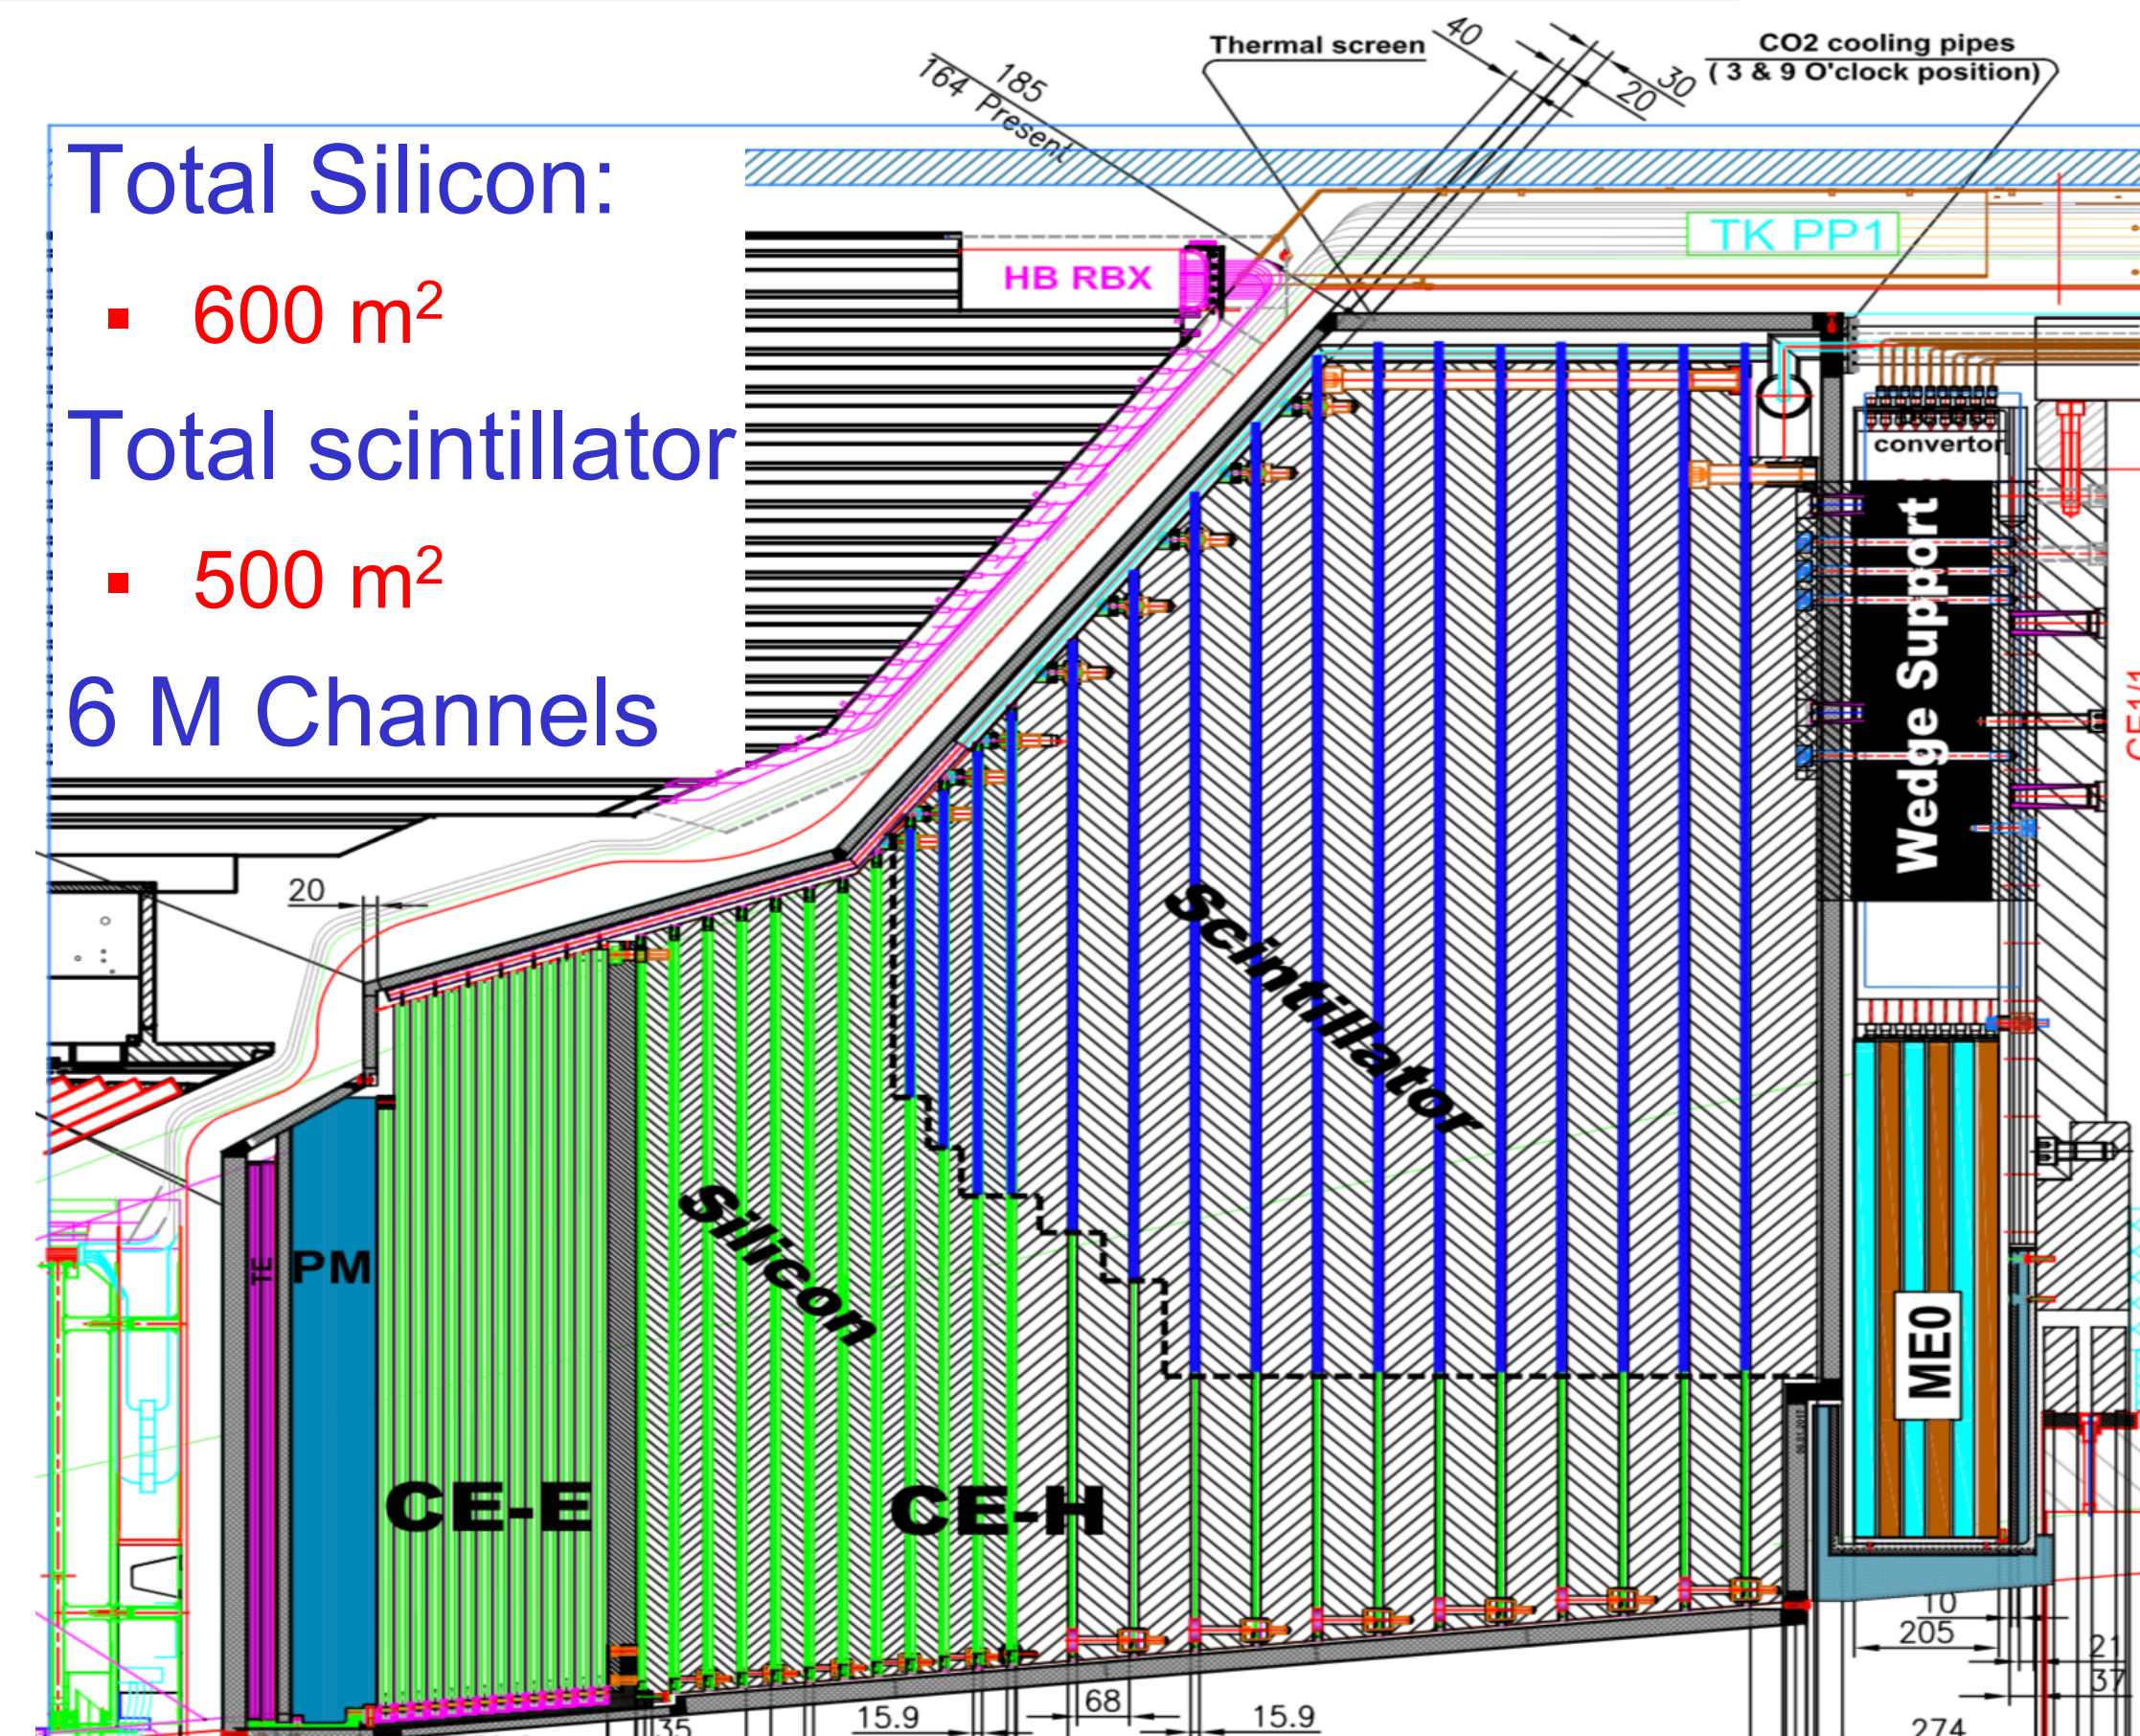 Thermal screen
40
CO2 cooling pipes
( 3 & 9 O'clock position)
185
164 Present
30
20
Total Silicon:
▪ 600 m²
Total scintillator
▪ 500 m²
6 M Channels
HB RBX
TK PP1
convertor
Wedge Support
20
Scintillator
Silicon
TE
PM
ME0
CE-E
CE-H
10
205
21
37
68
15.9
15.9
35
274